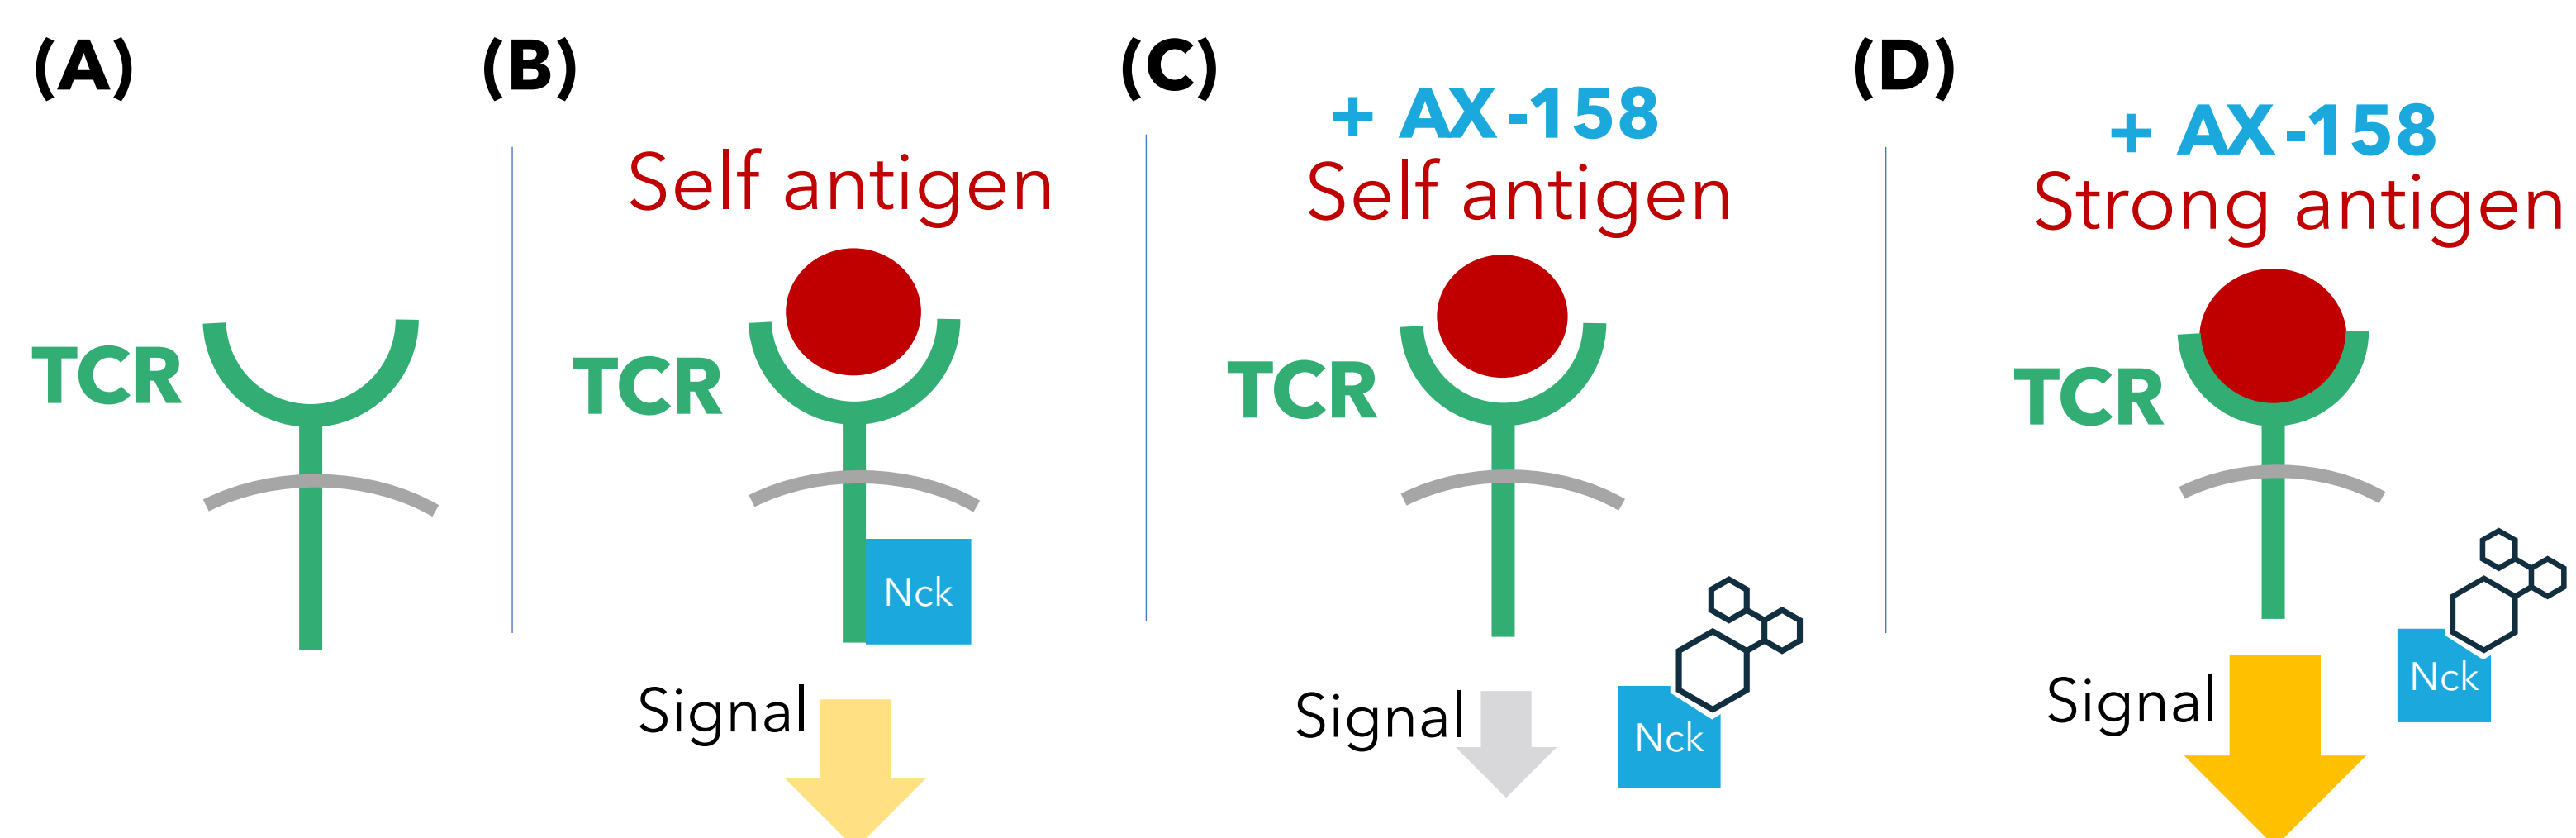 (A)
TCR
(B)
Self antigen
TCR
Nck
Signal
(C)
+ AX-158
Self antigen
TCR
Signal
Nck
(D)
+ AX-158
Strong antigen
TCR
Signal
Nck